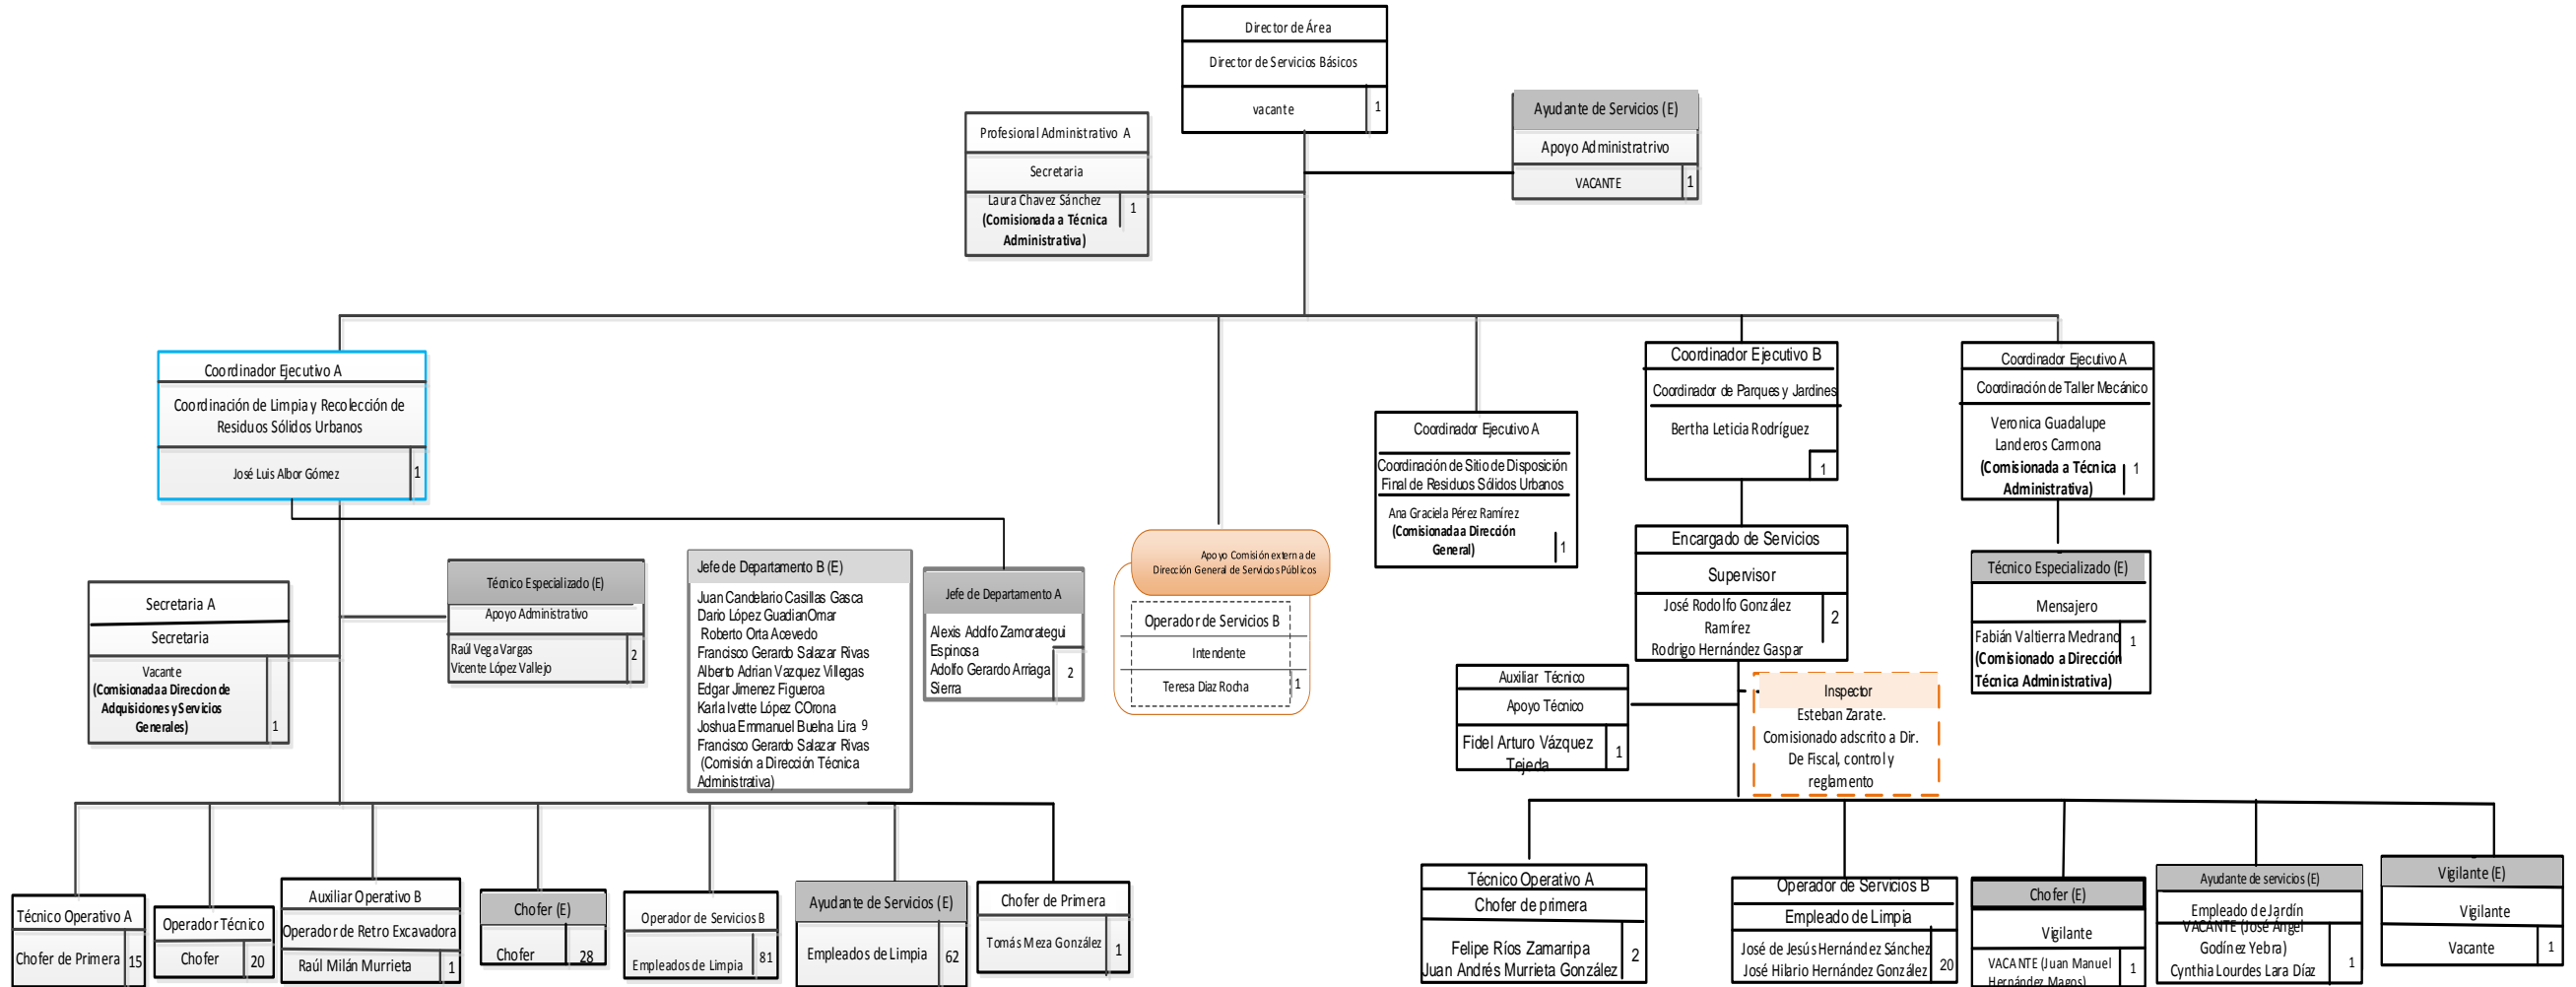 Director de Área
Director de Servicios Básicos
vacante
1
Profesional Administrativo A
Secretaria
Laura Chavez Sánchez
(Comisionada a Técnica
Administrativa)
1
Ayudante de Servicios (E)
Apoyo Administratrivo
VACANTE
1
Coordinador Ejecutivo A
Coordinación de Limpia y Recolección de
Residuos Sólidos Urbanos
José Luis Albor Gómez
1
Coordinador Ejecutivo A
Coordinación de Sitio de Disposición
Final de Residuos Sólidos Urbanos
Ana Graciela Pérez Ramírez
(Comisionada a Dirección
General)
1
Coordinador Ejecutivo B
Coordinador de Parques y Jardines
Bertha Leticia Rodríguez
1
Coordinador Ejecutivo A
Coordinación de Taller Mecánico
Veronica Guadalupe
Landeros Carmona
(Comisionada a Técnica
Administrativa)
1
Secretaria A
Secretaria
Vacante
(Comisionada a Direccion de
Adquisiciones y Servicios
Generales)
1
Técnico Especializado (E)
Apoyo Administrativo
Raúl Vega Vargas
Vicente López Vallejo
2
Jefe de Departamento B (E)
Juan Candelario Casillas Gasca
Dario López GuadianOmar
Roberto Orta Acevedo
Francisco Gerardo Salazar Rivas
Alberto Adrian Vazquez Villegas
Edgar Jimenez Figueroa
Karla Ivette López COrona
Joshua Emmanuel Buelna Lira 9
Francisco Gerardo Salazar Rivas
(Comisión a Dirección Técnica
Administrativa)
Jefe de Departamento A
Alexis Adolfo Zamorategui
Espinosa
Adolfo Gerardo Arriaga
Sierra
2
Apoyo Comisión externa de
Dirección General de Servicios Públicos
Operador de Servicios B
Intendente
Teresa Diaz Rocha
1
Encargado de Servicios
Supervisor
José Rodolfo González
Ramírez
Rodrigo Hernández Gaspar
2
Técnico Especializado (E)
Mensajero
Fabián Valtierra Medrano
(Comisionado a Dirección
Técnica Administrativa)
1
Auxiliar Técnico
Apoyo Técnico
Fidel Arturo Vázquez
Tejeda
1
Inspector
Esteban Zarate.
Comisionado adscrito a Dir.
De Fiscal, control y
reglamento
Técnico Operativo A
Chofer de Primera
15
Operador Técnico
Chofer
20
Auxiliar Operativo B
Operador de Retro Excavadora
Raúl Milán Murrieta
1
Chofer (E)
Chofer
28
Operador de Servicios B
Empleados de Limpia
81
Ayudante de Servicios (E)
Empleados de Limpia
62
Chofer de Primera
Tomás Meza González
1
Técnico Operativo A
Chofer de primera
Felipe Ríos Zamarripa
Juan Andrés Murrieta González
2
Operador de Servicios B
Empleado de Limpia
José de Jesús Hernández Sánchez
José Hilario Hernández González
20
Chofer (E)
Vigilante
VACANTE (Juan Manuel
Hernández Magos)
1
Ayudante de servicios (E)
Empleado de Jardín
VACANTE (José Ángel
Godínez Yebra)
Cynthia Lourdes Lara Díaz
1
Vigilante (E)
Vigilante
Vacante
1